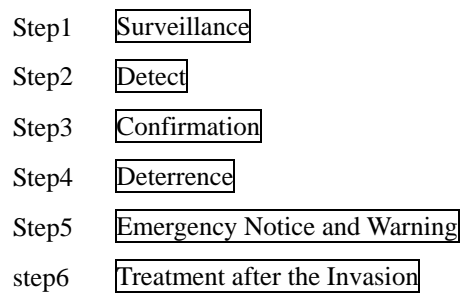 Step1 Surveillance
Step2 Detect
Step3 Confirmation
Step4 Deterrence
Step5 Emergency Notice and Warning
step6 Treatment after the Invasion